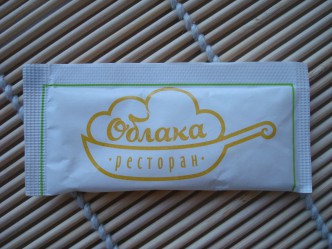 Облака
• ресторан •